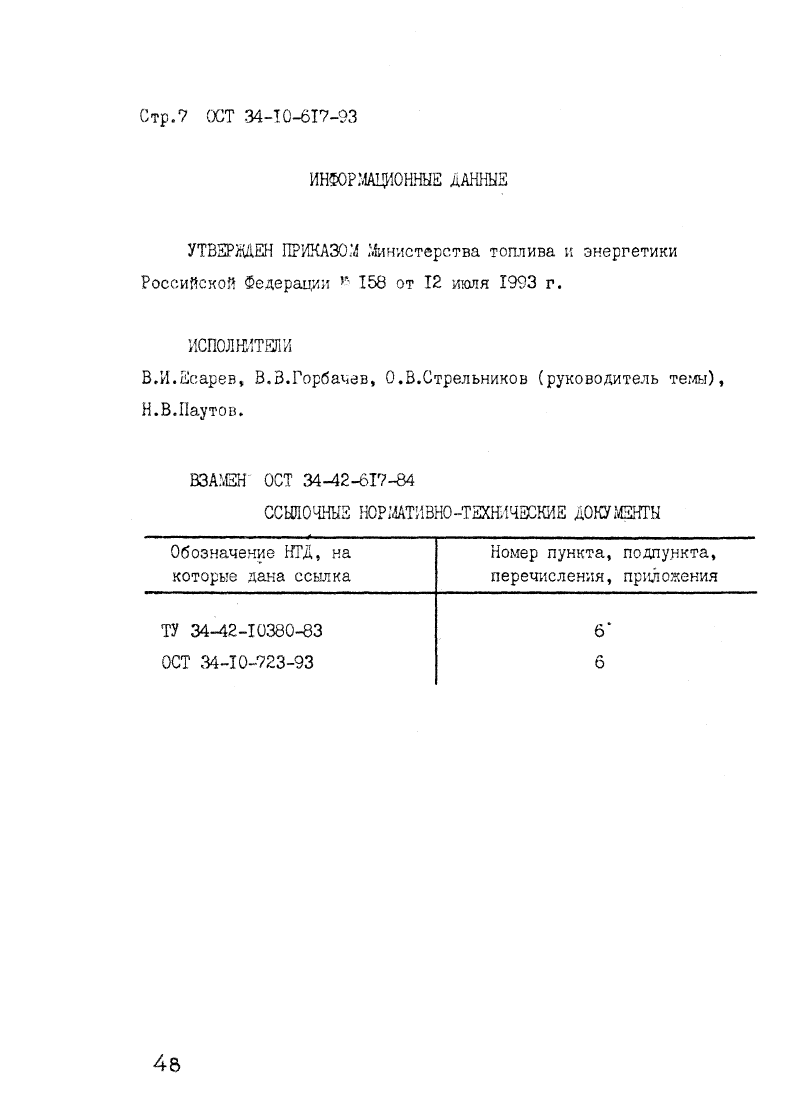 Стр.7 ОСТ 34-10-617-93
ИНФОРМАЦИОННЫЕ ДАННЫЕ
УТВЕРЖДЕН ПРИКАЗОМ Министерства топлива и энергетики
Российской Федерации № 158 от 12 июля 1993 г.
ИСПОЛНИТЕЛИ
В.И.Есарев, В.В.Горбачев, О.В.Стрельников (руководитель темы),
Н.В.Паутов.
ВЗАМЕН ОСТ 34-42-617-84
ССЫЛОЧНЫЕ НОРМАТИВНО-ТЕХНИЧЕСКИЕ ДОКУМЕНТЫ
Обозначение НТД, на Номер пункта, подпункта,
которые дана ссылка перечисления, приложения
ТУ 34-42-10380-83 6
ОСТ 34-10-723-93 6
48